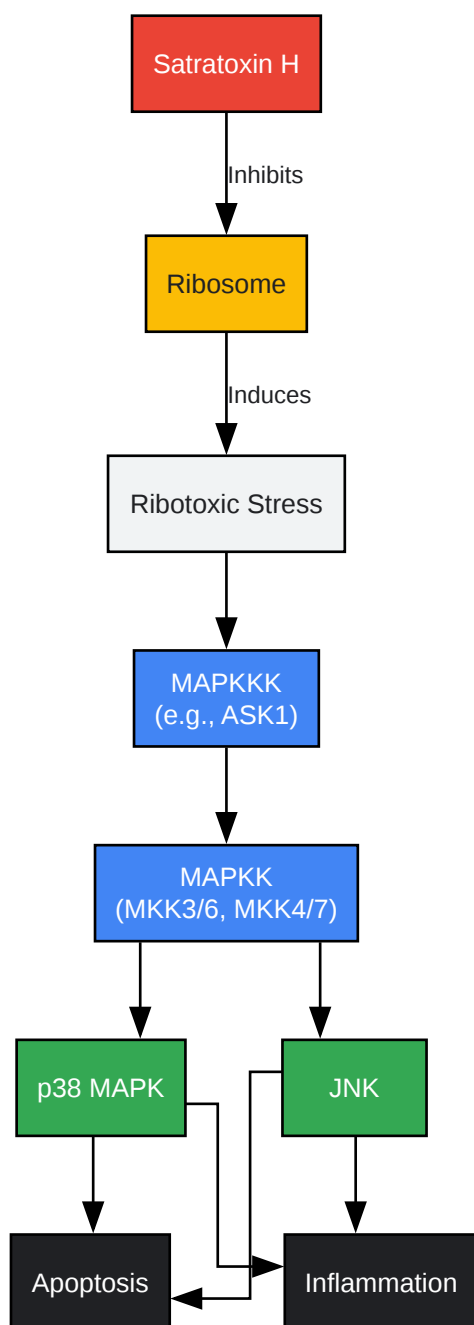 Satratoxin H
Inhibits
Ribosome
Induces
Ribotoxic Stress
MAPKKK
(e.g., ASK1)
MAPKK
(MKK3/6, MKK4/7)
p38 MAPK
JNK
Apoptosis
Inflammation